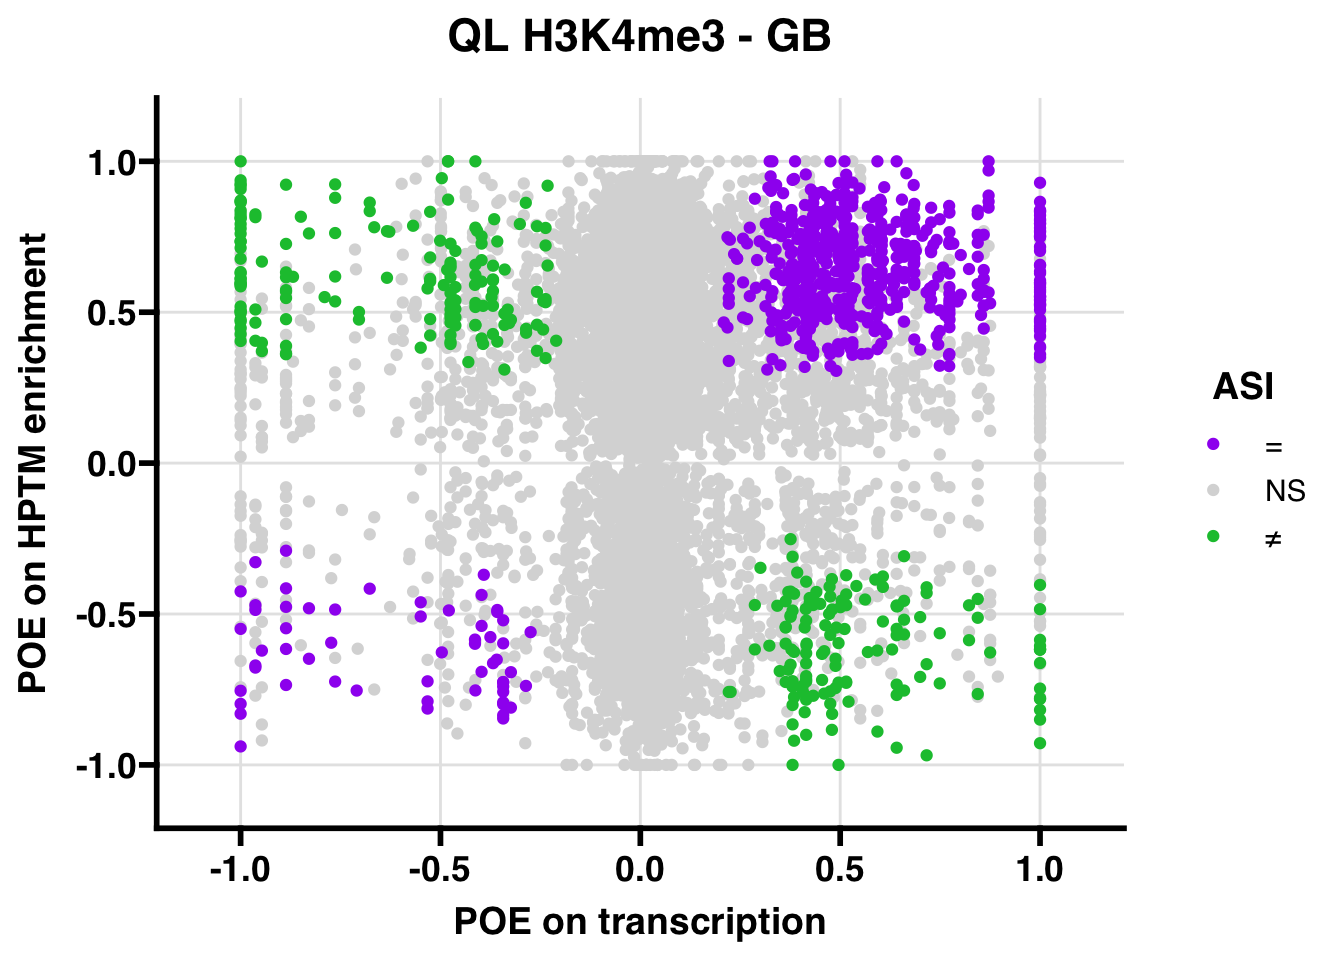 QL H3K4me3 - GB
POE on HPTM enrichment
1.0
0.5
0.0
-0.5
-1.0
-1.0
-0.5
0.0
0.5
1.0
POE on transcription
ASI
=
NS
≠